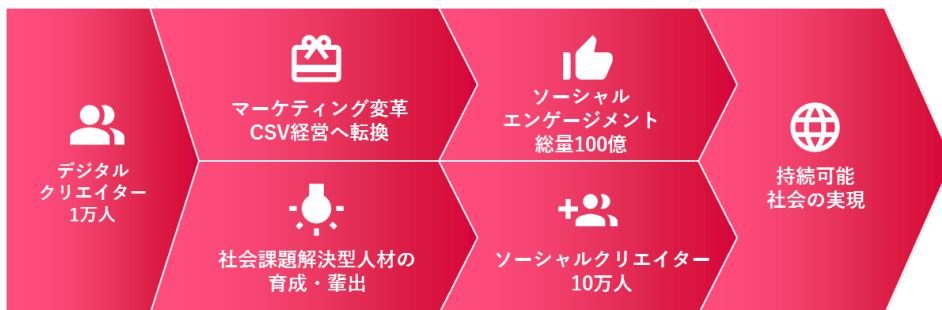 デジタル
クリエイター
1万人
マーケティング変革
CSV経営へ転換
社会課題解決型人材の
育成・輩出
ソーシャル
エンゲージメント
総量100億
ソーシャルクリエイター
10万人
持続可能
社会の実現